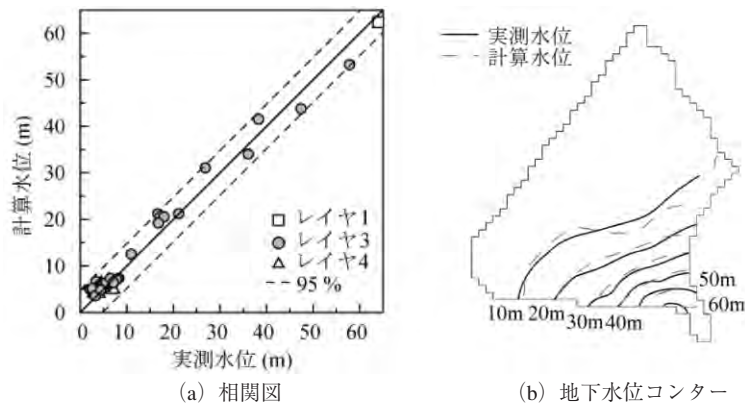 60
50
40
30
20
10
0
計算水位 (m)
0 10 20 30 40 50 60
実測水位 (m)
レイヤ1
レイヤ3
レイヤ4
95 %
(a) 相関図
実測水位
計算水位
50m
60m
10m 20m 30m 40m
(b) 地下水位コンター